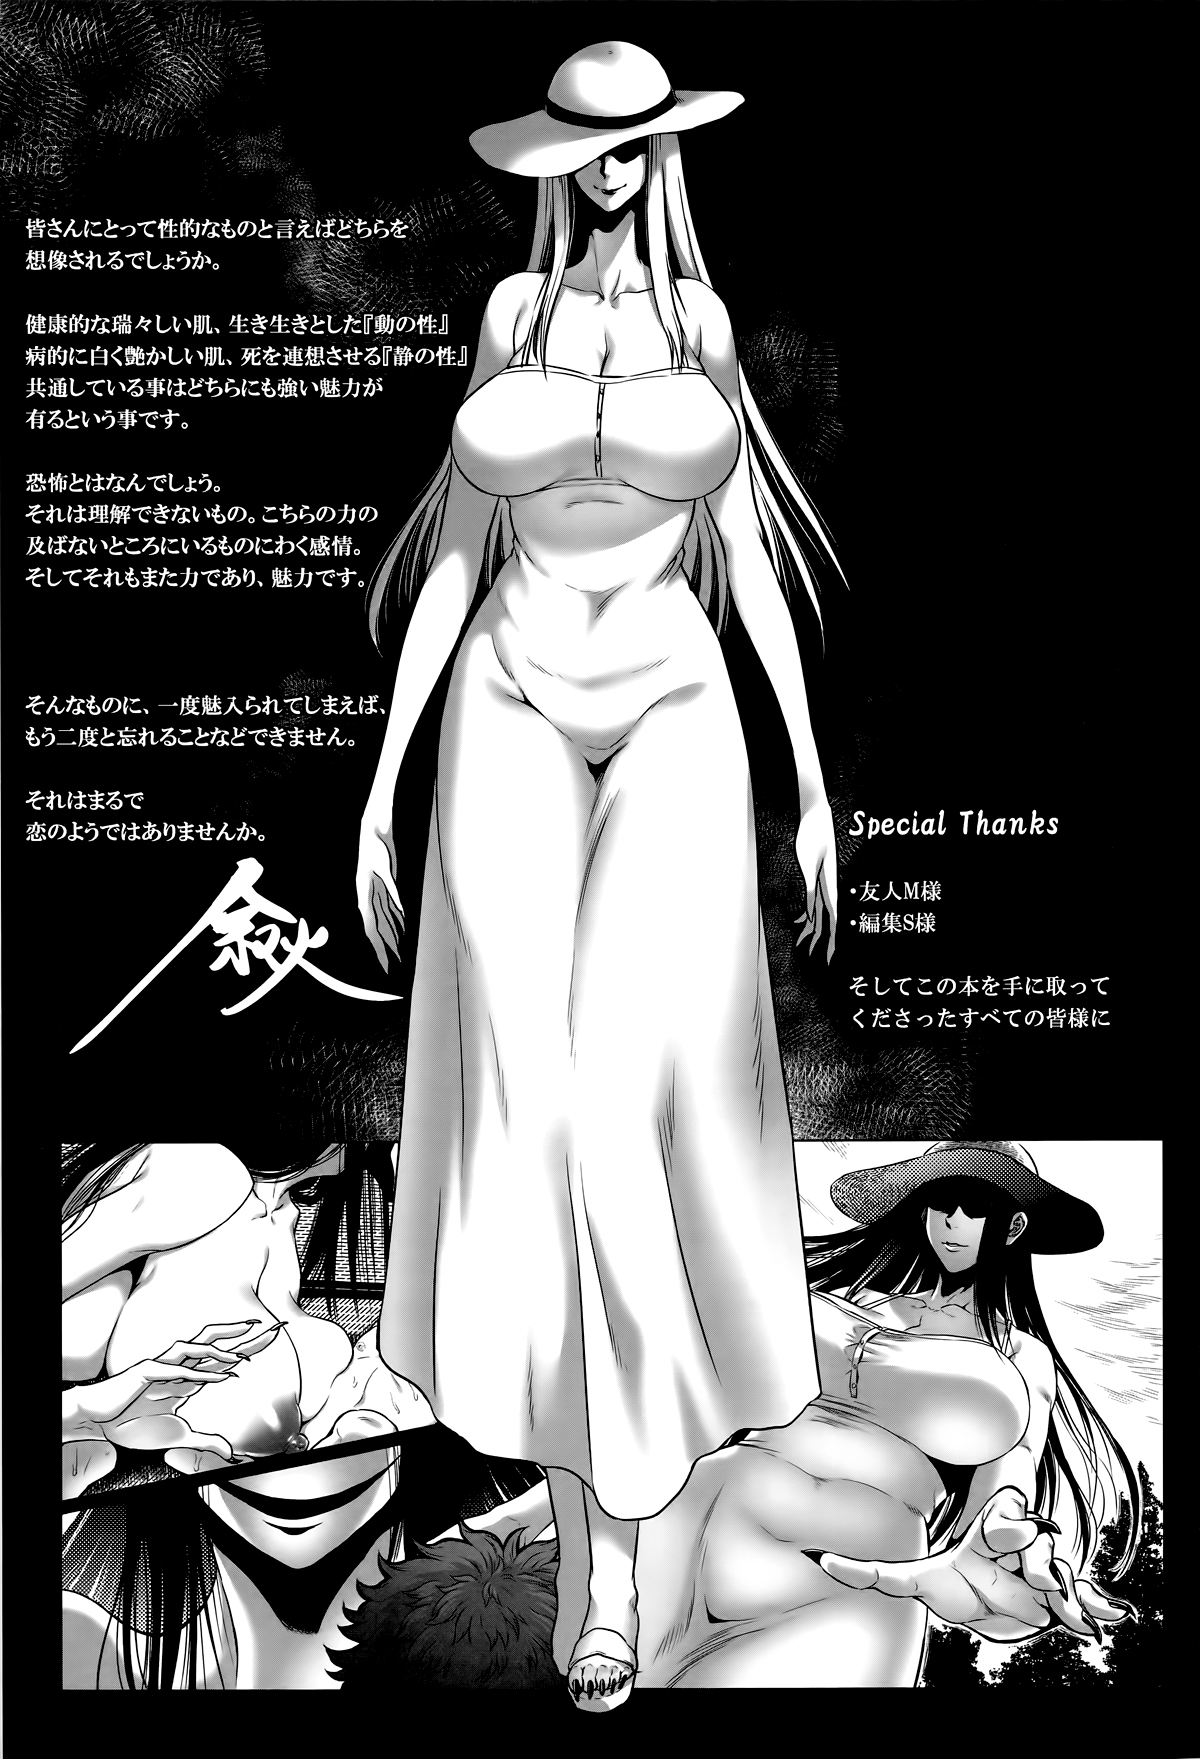 皆さんにとって性的なものと言えばどちらを
想像されるでしょうか。
健康的な瑞々しい肌、生き生きとした『動の性』
病的に白く艶かしい肌、死を連想させる『静の性』
共通している事はどちらにも強い魅力が
有るという事です。
恐怖とはなんでしょう。
それは理解できないもの。こちらの力の
及ばないところにいるものにわく感情。
そしてそれもまた力であり、魅力です。
そんなものに、一度魅入られてしまえば、
もう二度と忘れることなどできません。
それはまるで
恋のようではありませんか。
Special Thanks
・友人M様
・編集S様
そしてこの本を手に取って
くださったすべての皆様に